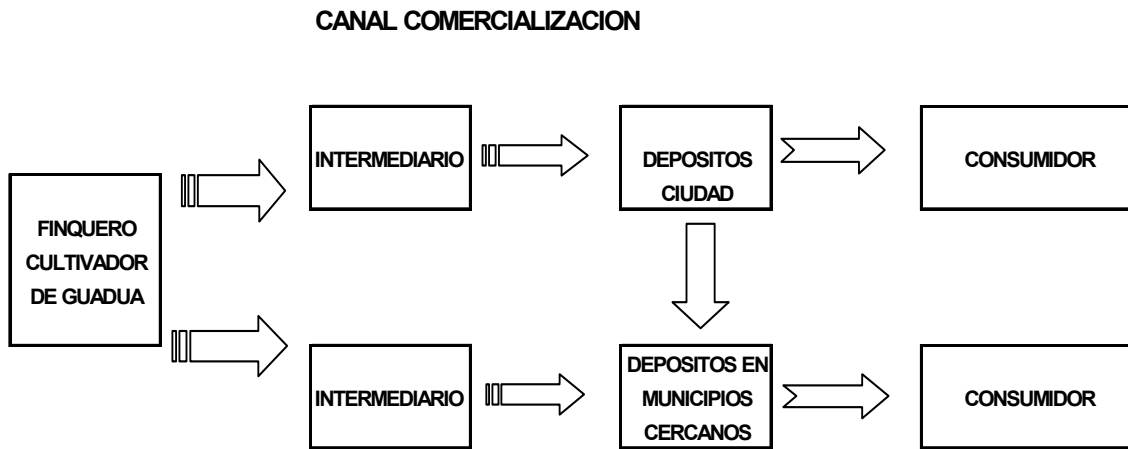 CANAL COMERCIALIZACION
FINQUERO
CULTIVADOR
DE GUADUA
INTERMEDIARIO
DEPOSITOS
CIUDAD
CONSUMIDOR
INTERMEDIARIO
DEPOSITOS EN
MUNICIPIOS
CERCANOS
CONSUMIDOR